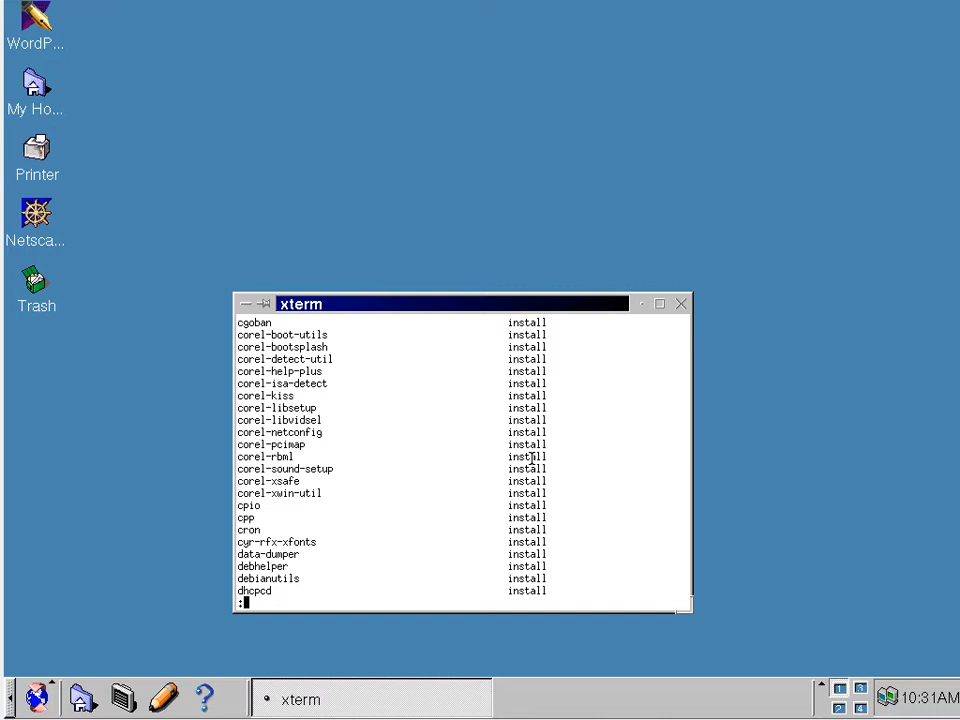 WordP...
My Ho...
Printer
Netsca...
Trash
xterm
cgoban install
corel-boot-utils install
corel-bootsplash install
corel-detect-util install
corel-help-plus install
corel-isa-detect install
corel-kiss install
corel-libsetup install
corel-libvidsel install
corel-netconfig install
corel-pcimap install
corel-rbml install
corel-sound-setup install
corel-xsafe install
corel-xwin-util install
cpio install
cpp install
cron install
cyr-rfx-xfonts install
data-dumper install
debhelper install
debianutils install
dhcpcd install
:
xterm
1 3
2 4
10:31AM